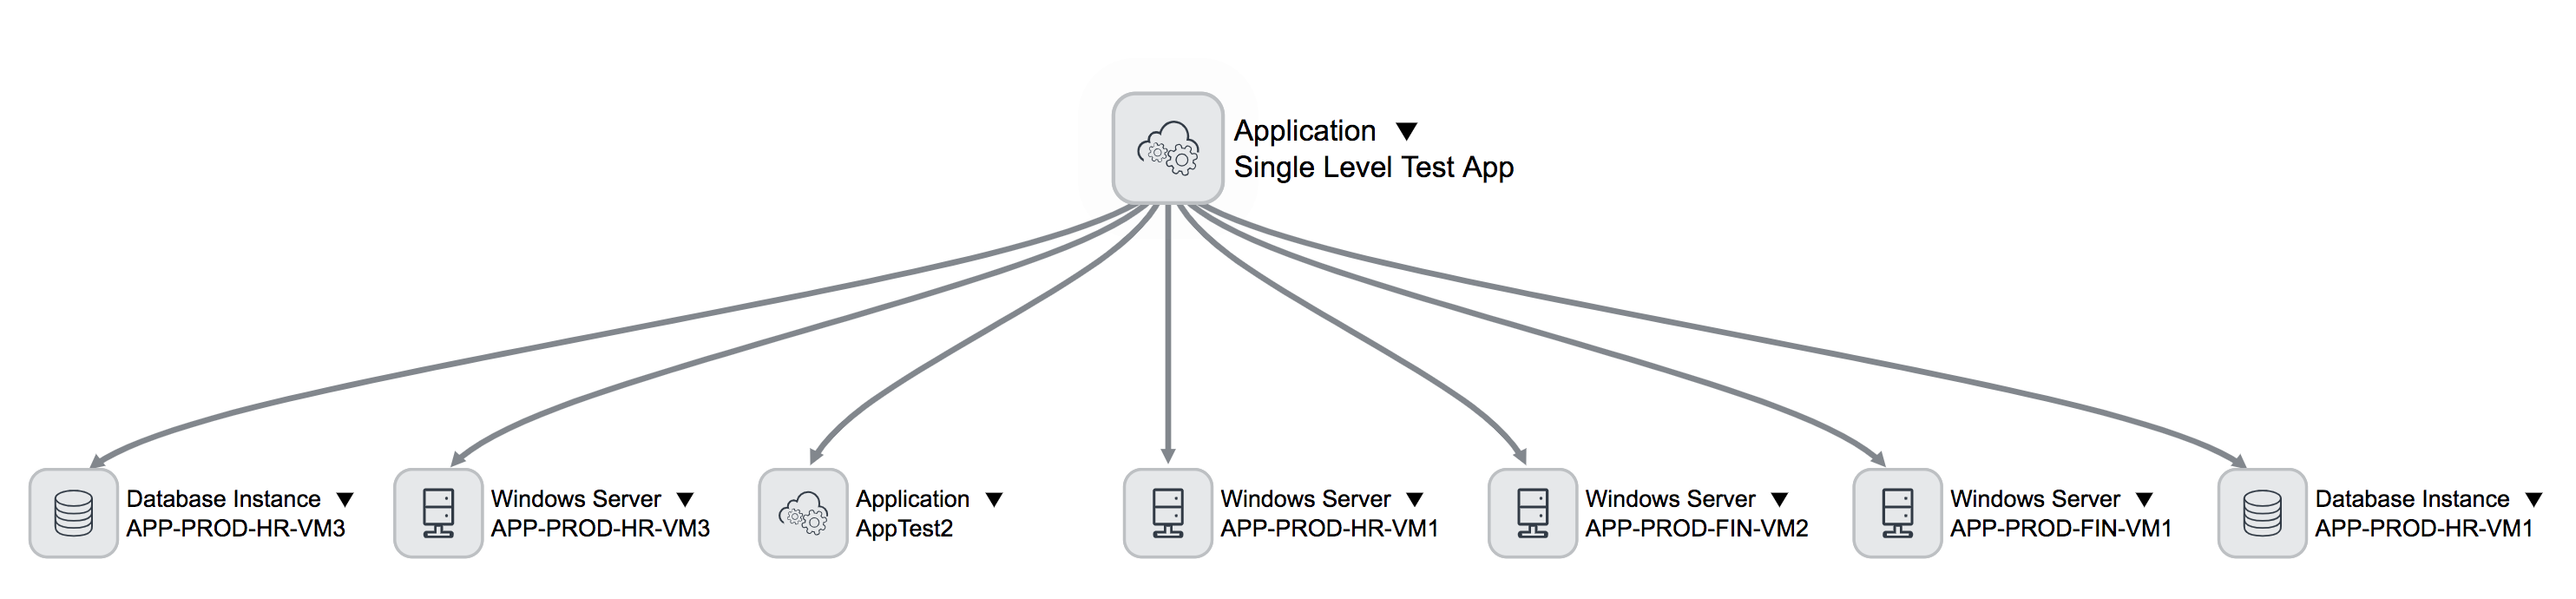 Application ▼
Single Level Test App
Database Instance ▼
APP-PROD-HR-VM3
Windows Server ▼
APP-PROD-HR-VM3
Application ▼
AppTest2
Windows Server ▼
APP-PROD-HR-VM1
Windows Server ▼
APP-PROD-FIN-VM2
Windows Server ▼
APP-PROD-FIN-VM1
Database Instance ▼
APP-PROD-HR-VM1